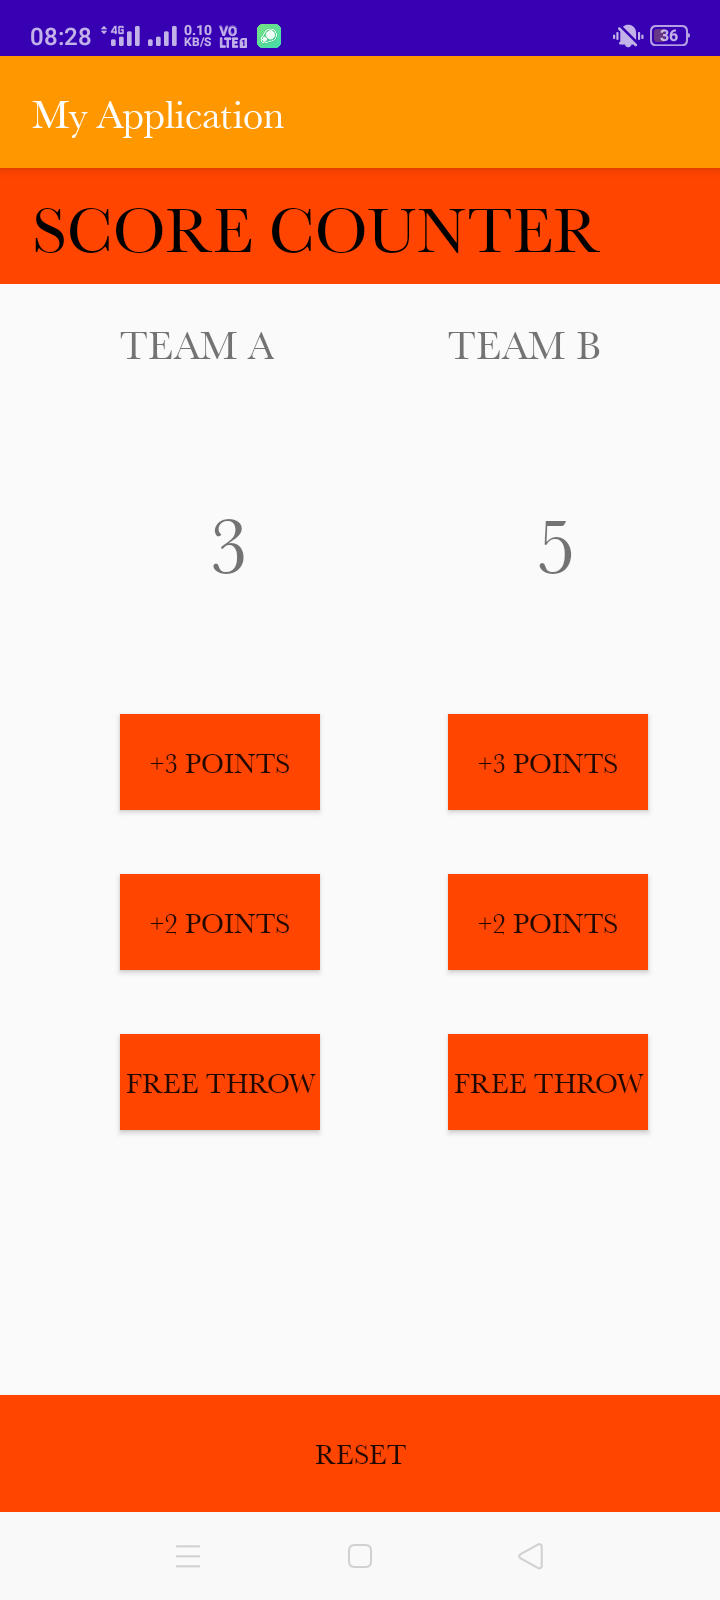 08:28 4G 0.10 KB/S VO LTE 36
My Application
SCORE COUNTER
TEAM A TEAM B
3 5
+3 POINTS +3 POINTS
+2 POINTS +2 POINTS
FREE THROW FREE THROW
RESET